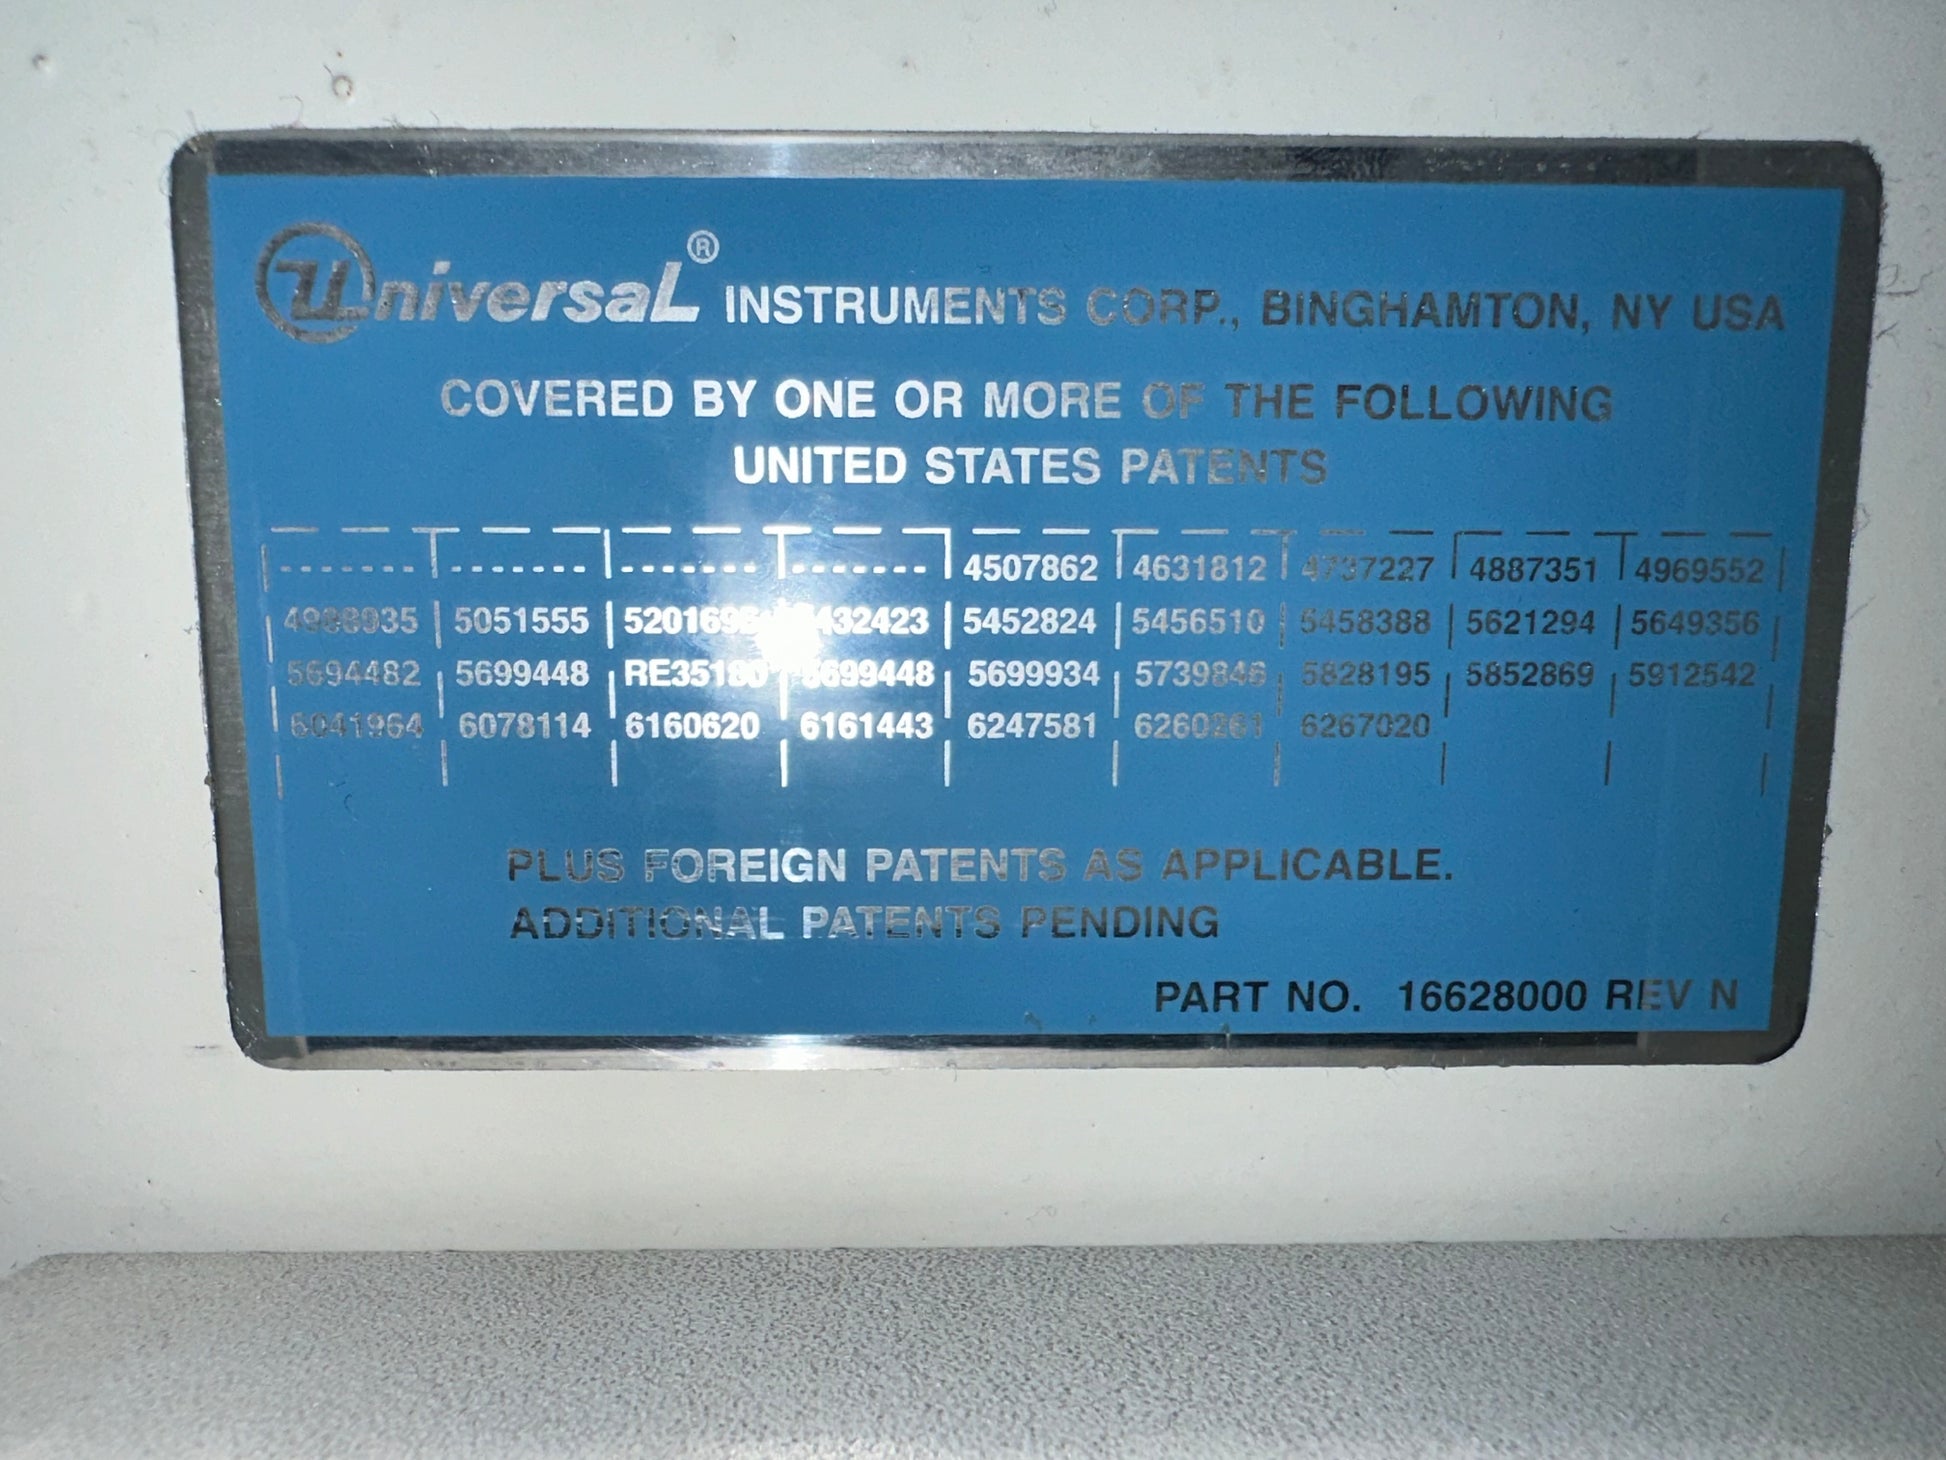 Universal® INSTRUMENTS CORP., BINGHAMTON, NY USA
COVERED BY ONE OR MORE OF THE FOLLOWING
UNITED STATES PATENTS
------- ------- ------- ------- 4507862 4631812 4737227 4887351 4969552
4988935 5051555 5452824 5456510 5458388 5621294 5649356
5694482 5699448 5699448 5699934 5739846 5828195 5852869 5912542
6041964 6078114 6160620 6161443 6247581 6260261 6267020
PLUS FOREIGN PATENTS AS APPLICABLE.
ADDITIONAL PATENTS PENDING
PART NO. 16628000 REV N